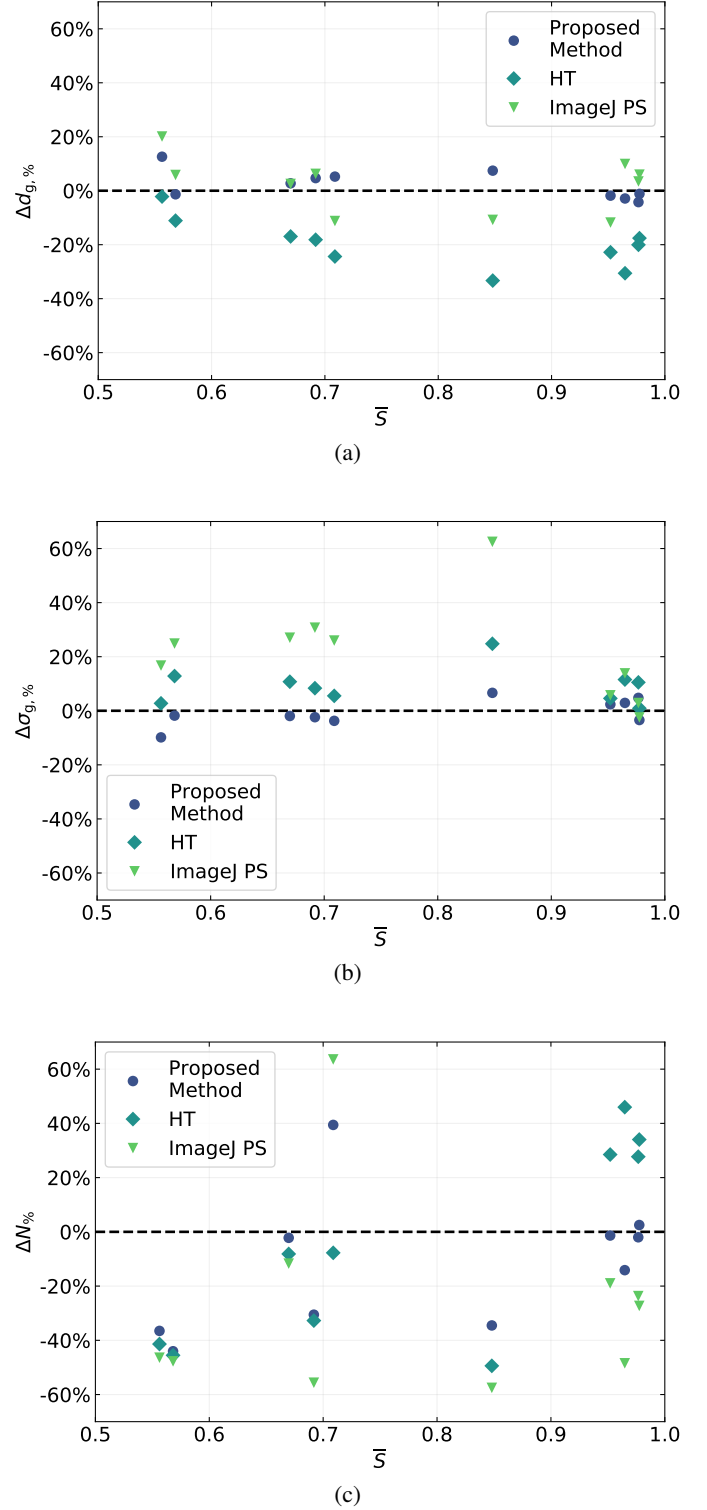 60%
40%
20%
0%
-20%
-40%
-60%
Δd_g, %
Proposed
Method
HT
ImageJ PS
0.5 0.6 0.7 0.8 0.9 1.0
S̅
(a)
60%
40%
20%
0%
-20%
-40%
-60%
Δσ_g, %
Proposed
Method
HT
ImageJ PS
0.5 0.6 0.7 0.8 0.9 1.0
S̅
(b)
60%
40%
20%
0%
-20%
-40%
-60%
ΔN_%
Proposed
Method
HT
ImageJ PS
0.5 0.6 0.7 0.8 0.9 1.0
S̅
(c)